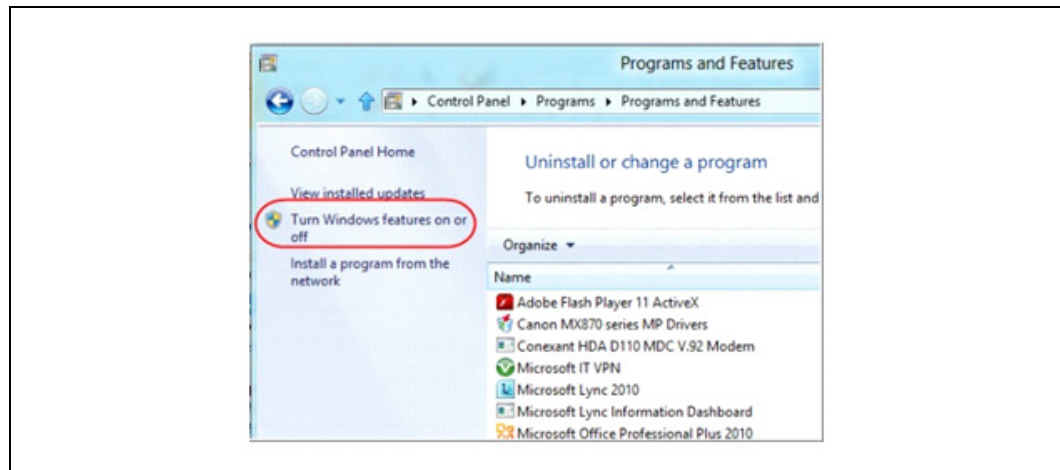 Programs and Features
Control Panel ▸ Programs ▸ Programs and Features
Control Panel Home
View installed updates
Turn Windows features on or
off
Install a program from the
network
Uninstall or change a program
To uninstall a program, select it from the list and
Organize
Name
Adobe Flash Player 11 ActiveX
Canon MX870 series MP Drivers
Conexant HDA D110 MDC V.92 Modem
Microsoft IT VPN
Microsoft Lync 2010
Microsoft Lync Information Dashboard
Microsoft Office Professional Plus 2010